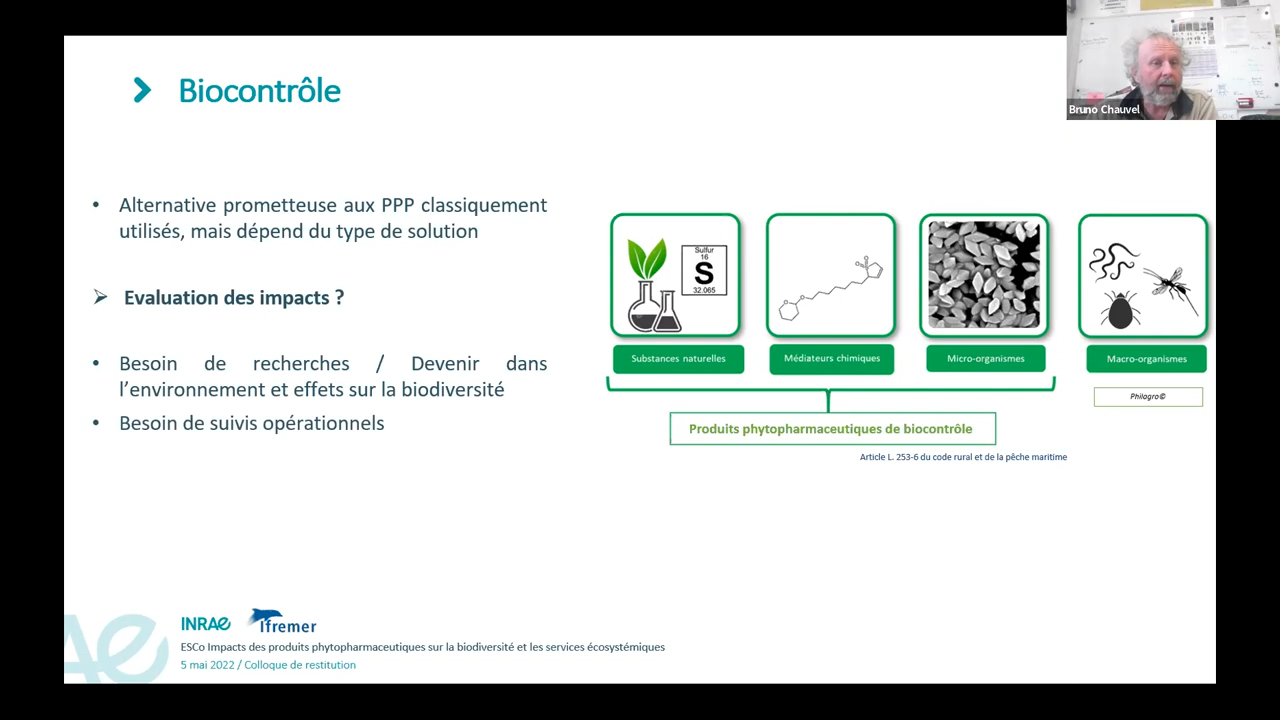 Biocontrôle
Bruno Chauvel
• Alternative prometteuse aux PPP classiquement
utilisés, mais dépend du type de solution
➢ Evaluation des impacts ?
• Besoin de recherches / Devenir dans
l'environnement et effets sur la biodiversité
• Besoin de suivis opérationnels
Sulfur
16
S
32.065
Substances naturelles
Médiateurs chimiques
Micro-organismes
Macro-organismes
Philagro©
Produits phytopharmaceutiques de biocontrôle
Article L. 253-6 du code rural et de la pêche maritime
INRAE
Ifremer
ESCo Impacts des produits phytopharmaceutiques sur la biodiversité et les services écosystémiques
5 mai 2022 / Colloque de restitution